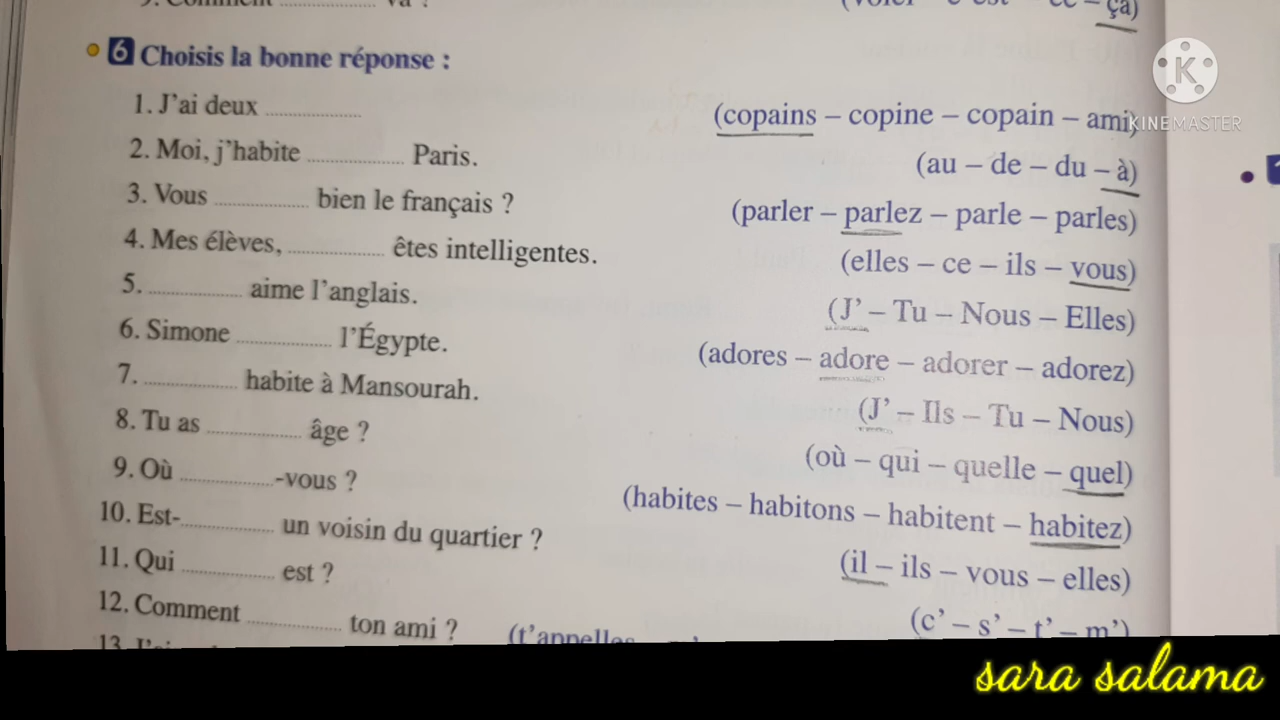 va ?
ça)
6 Choisis la bonne réponse :
1. J'ai deux .................. (copains – copine – copain – ami)
KINEMASTER
2. Moi, j'habite .................. Paris. (au – de – du – à)
3. Vous .................. bien le français ? (parler – parlez – parle – parles)
4. Mes élèves, .................. êtes intelligentes. (elles – ce – ils – vous)
5. .................. aime l'anglais. (J' – Tu – Nous – Elles)
6. Simone .................. l'Égypte. (adores – adore – adorer – adorez)
7. .................. habite à Mansourah. (J' – Ils – Tu – Nous)
8. Tu as .................. âge ? (où – qui – quelle – quel)
9. Où ..................-vous ? (habites – habitons – habitent – habitez)
10. Est-.................. un voisin du quartier ? (il – ils – vous – elles)
11. Qui .................. est ? (c' – s' – t' – m')
12. Comment .................. ton ami ? (t'appelles
sara salama